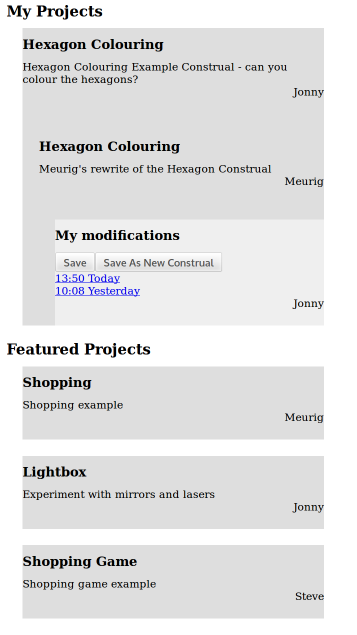 My Projects
Hexagon Colouring
Hexagon Colouring Example Construal - can you
colour the hexagons?
Jonny
Hexagon Colouring
Meurig's rewrite of the Hexagon Construal
Meurig
My modifications
Save Save As New Construal
13:50 Today
10:08 Yesterday
Jonny
Featured Projects
Shopping
Shopping example
Meurig
Lightbox
Experiment with mirrors and lasers
Jonny
Shopping Game
Shopping game example
Steve